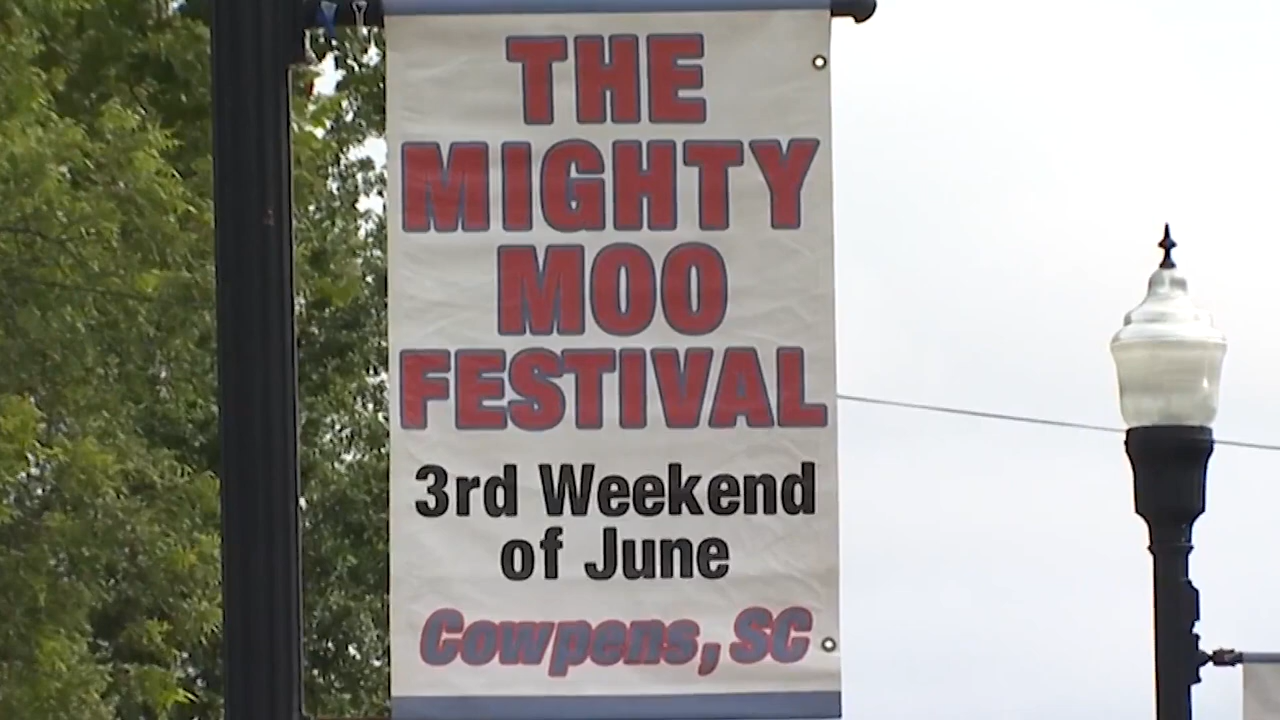 THE
MIGHTY
MOO
FESTIVAL
3rd Weekend
of June
Cowpens, SC